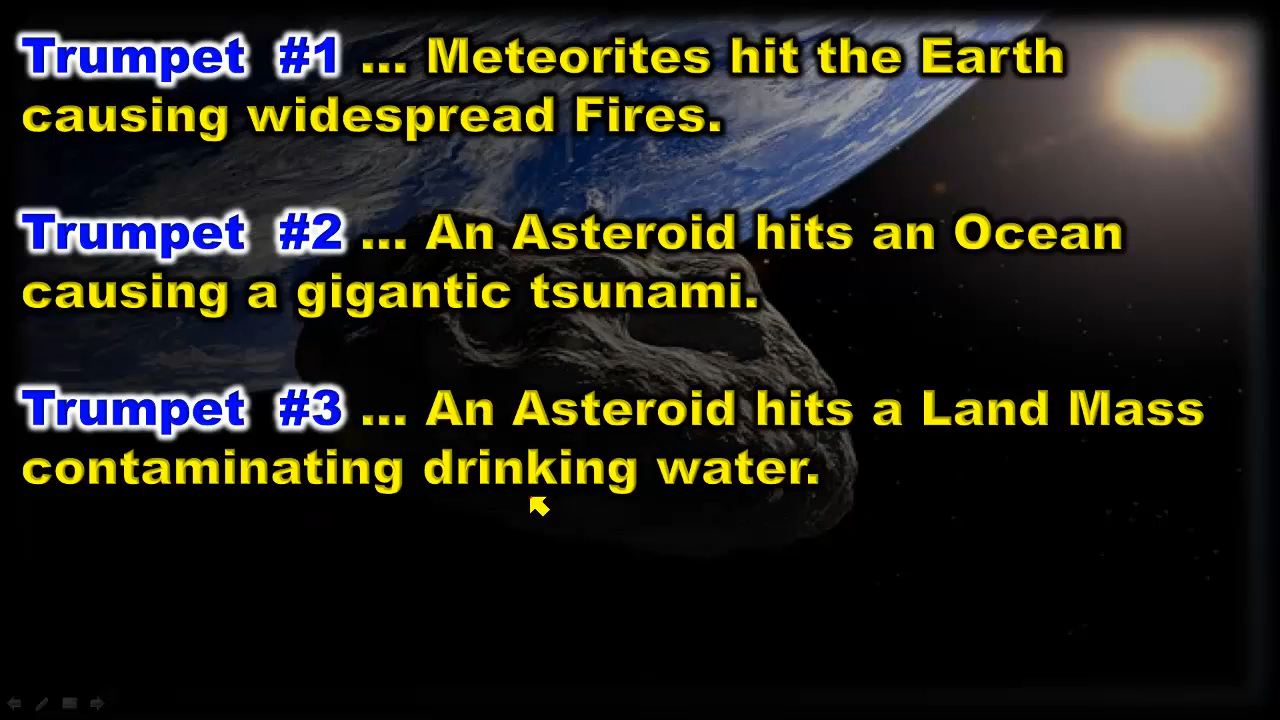 Trumpet #1 ... Meteorites hit the Earth
causing widespread Fires.
Trumpet #2 ... An Asteroid hits an Ocean
causing a gigantic tsunami.
Trumpet #3 ... An Asteroid hits a Land Mass
contaminating drinking water.